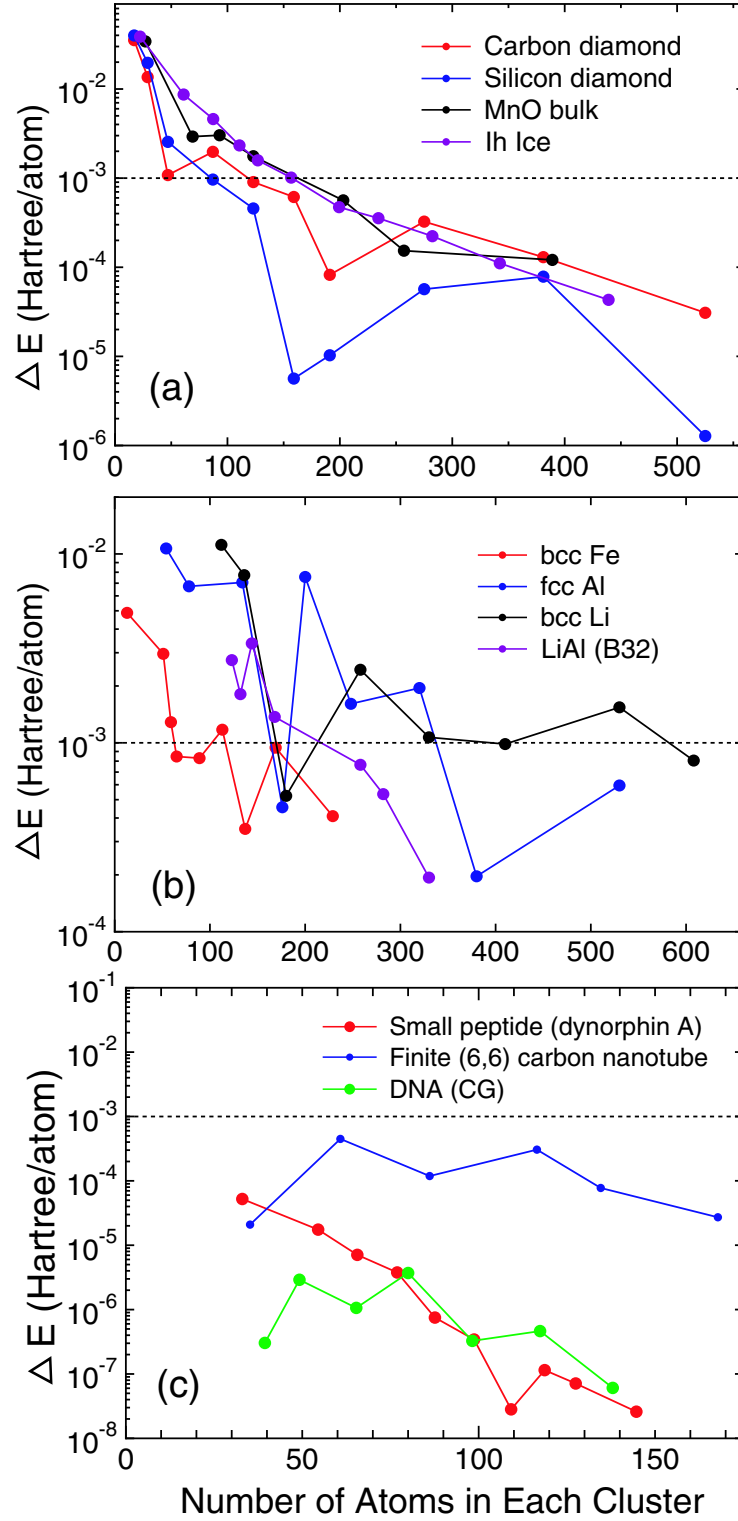 Carbon diamond
Silicon diamond
MnO bulk
Ih Ice
10^-2
10^-3
10^-4
10^-5
10^-6
△ E (Hartree/atom)
(a)
0 100 200 300 400 500
bcc Fe
fcc Al
bcc Li
LiAl (B32)
10^-2
10^-3
10^-4
△E (Hartree/atom)
(b)
0 100 200 300 400 500 600
10^-1
Small peptide (dynorphin A)
Finite (6,6) carbon nanotube
DNA (CG)
10^-2
10^-3
10^-4
10^-5
10^-6
10^-7
10^-8
△ E (Hartree/atom)
(c)
0 50 100 150
Number of Atoms in Each Cluster